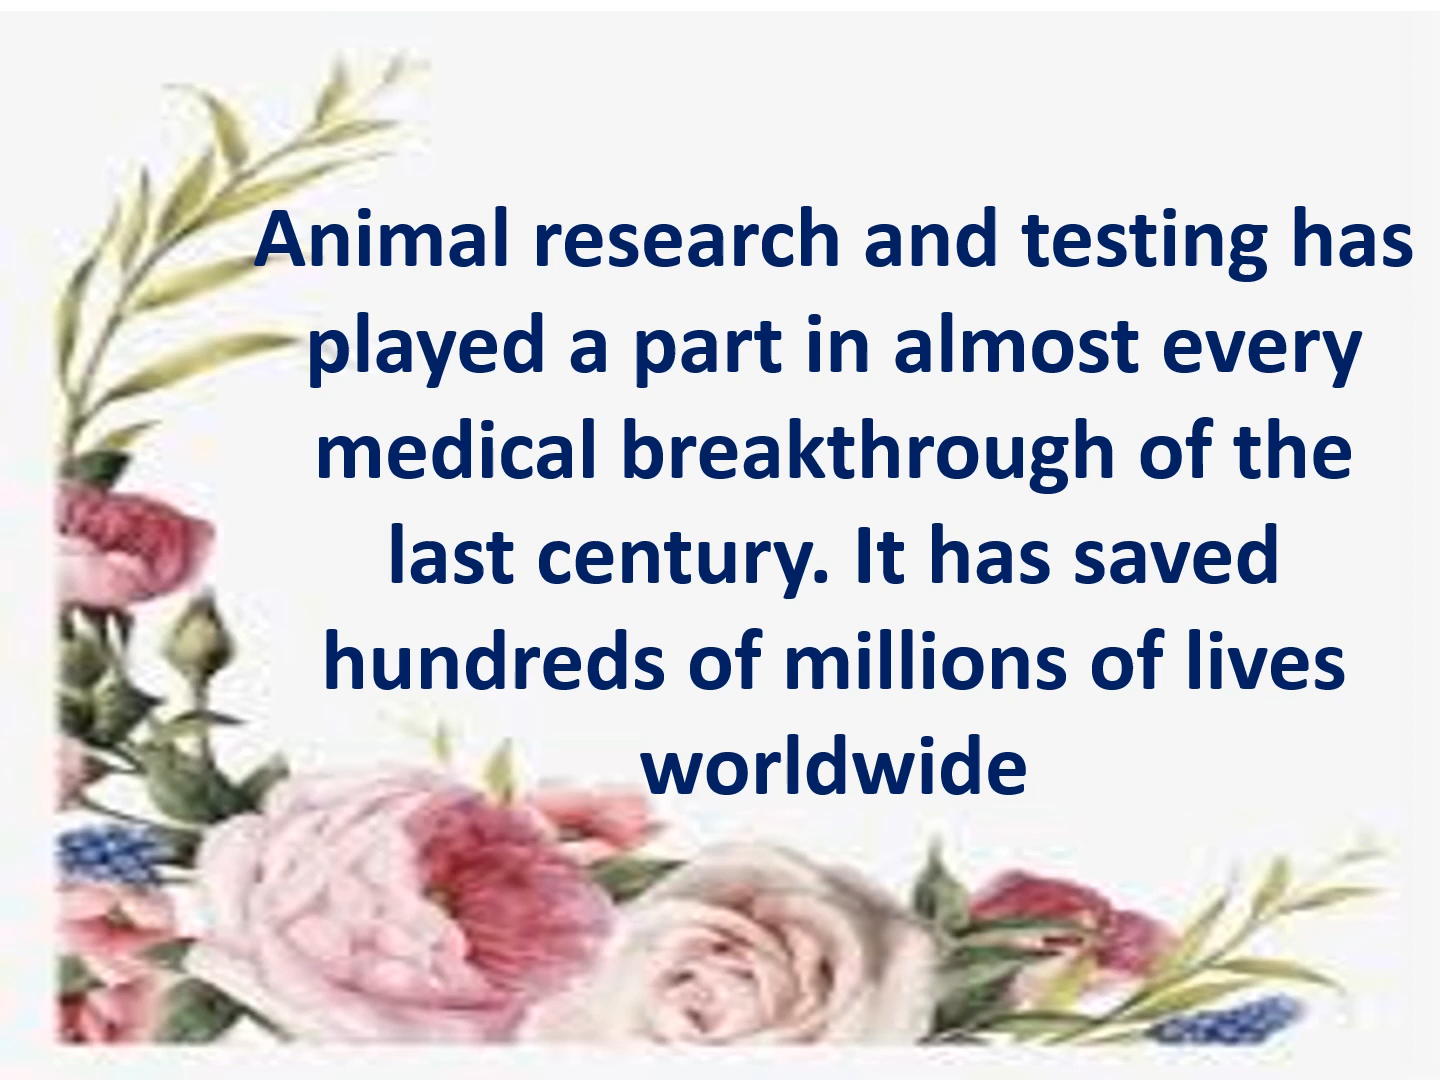 Animal research and testing has
played a part in almost every
medical breakthrough of the
last century. It has saved
hundreds of millions of lives
worldwide